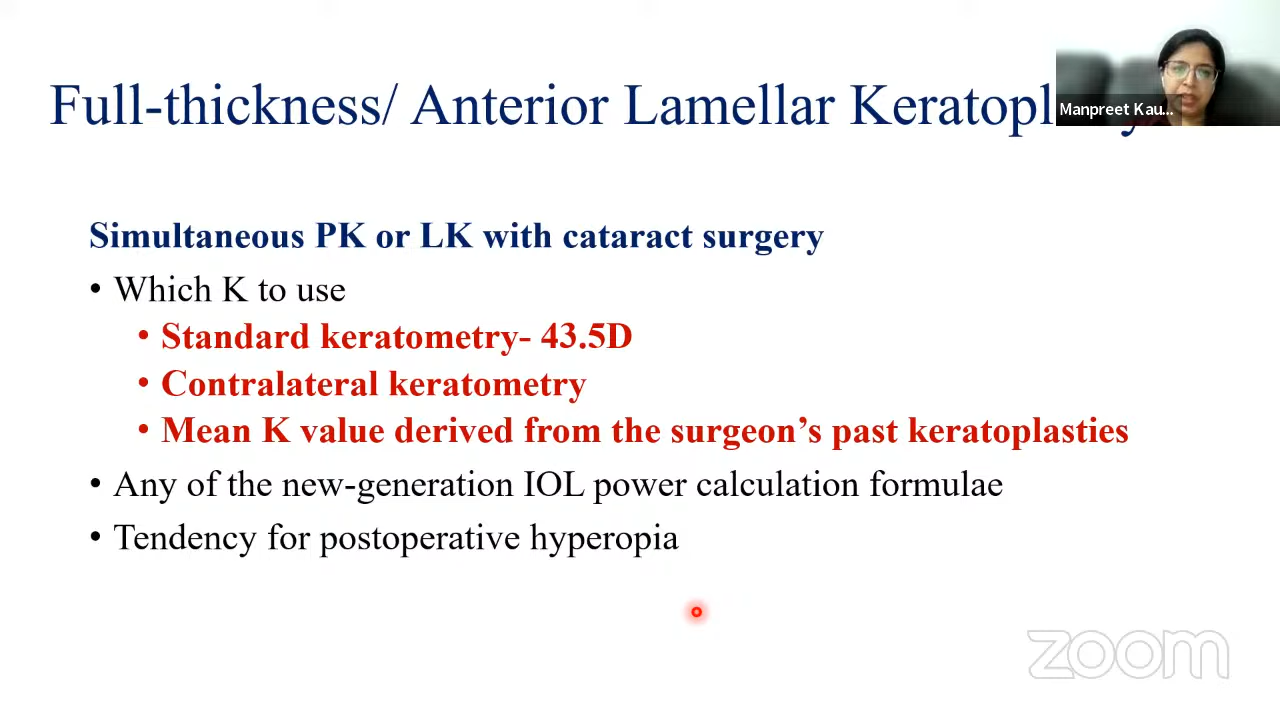 Full-thickness/ Anterior Lamellar Keratoplasty
Manpreet Kau...
Simultaneous PK or LK with cataract surgery
• Which K to use
• Standard keratometry- 43.5D
• Contralateral keratometry
• Mean K value derived from the surgeon’s past keratoplasties
• Any of the new-generation IOL power calculation formulae
• Tendency for postoperative hyperopia
zoom